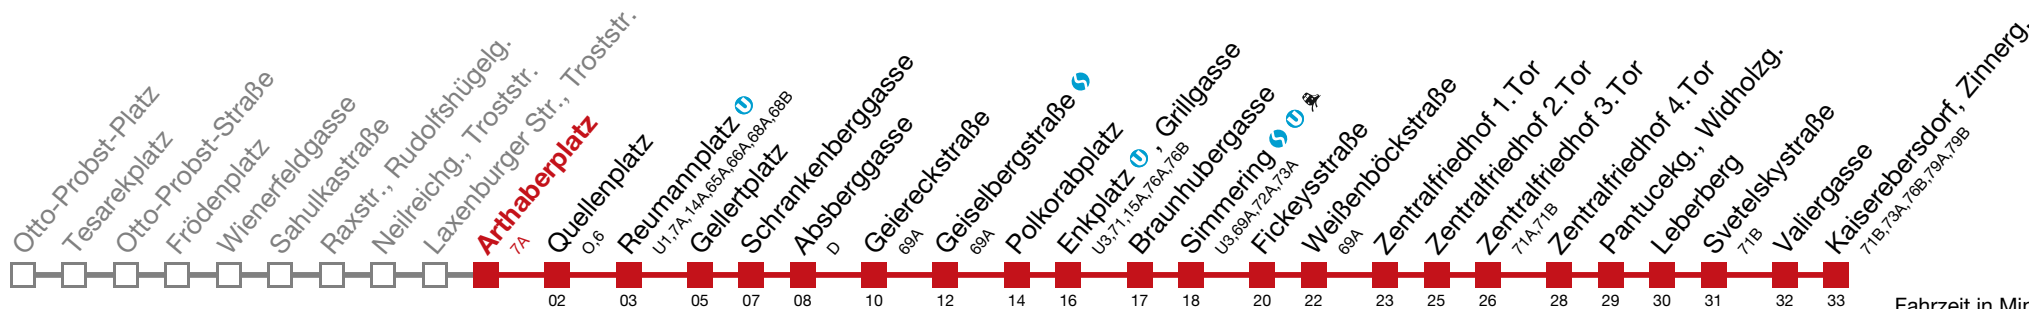 Otto-Probst-Platz
Tesarekplatz
Otto-Probst-Straße
Frödenplatz
Wienerfeldgasse
Sahulkastraße
Raxstr., Rudolfshügelg.
Neilreichg., Troststr.
Laxenburger Str., Troststr.
Arthaberplatz
7A
Quellenplatz
O,6
Reumannplatz U
U1,7A,14A,65A,66A,68A,68B
Gellertplatz
Schrankenberggasse
Absberggasse
D
Geiereckstraße
69A
Geiselbergstraße S
69A
Polkorabplatz
Enkplatz U , Grillgasse
U3,71,15A,76A,76B
Braunhubergasse
Simmering S U
U3,69A,72A,73A
Fickeysstraße
Weißenböckstraße
69A
Zentralfriedhof 1.Tor
Zentralfriedhof 2.Tor
Zentralfriedhof 3.Tor
71A,71B
Zentralfriedhof 4.Tor
Pantucekg., Widholzg.
Leberberg
Svetelskystraße
71B
Valiergasse
Kaiserebersdorf, Zinnerg.
71B,73A,76B,79A,79B
02 03 05 07 08 10 12 14 16 17 18 20 22 23 25 26 28 29 30 31 32 33
Fahrzeit in Min